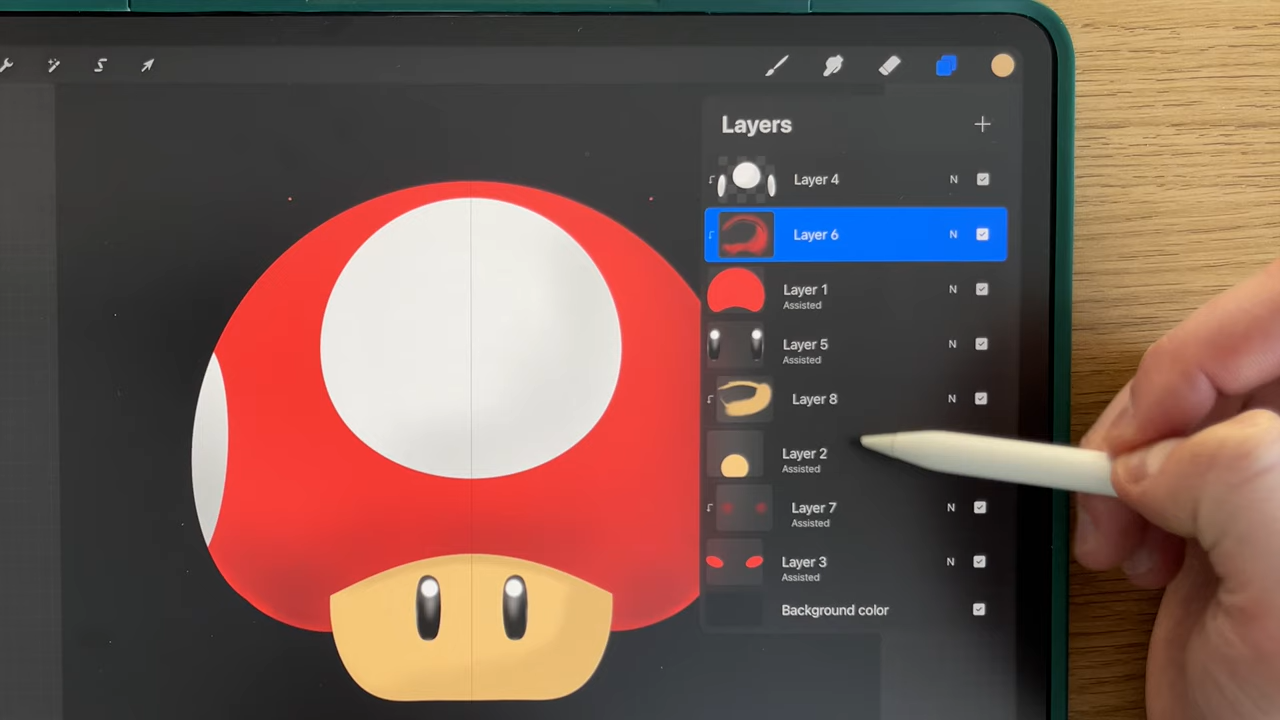 Layers
Layer 4
N
Layer 6
N
Layer 1
N
Assisted
Layer 5
N
Assisted
Layer 8
N
Layer 2
Assisted
Layer 7
N
Assisted
Layer 3
N
Assisted
Background color